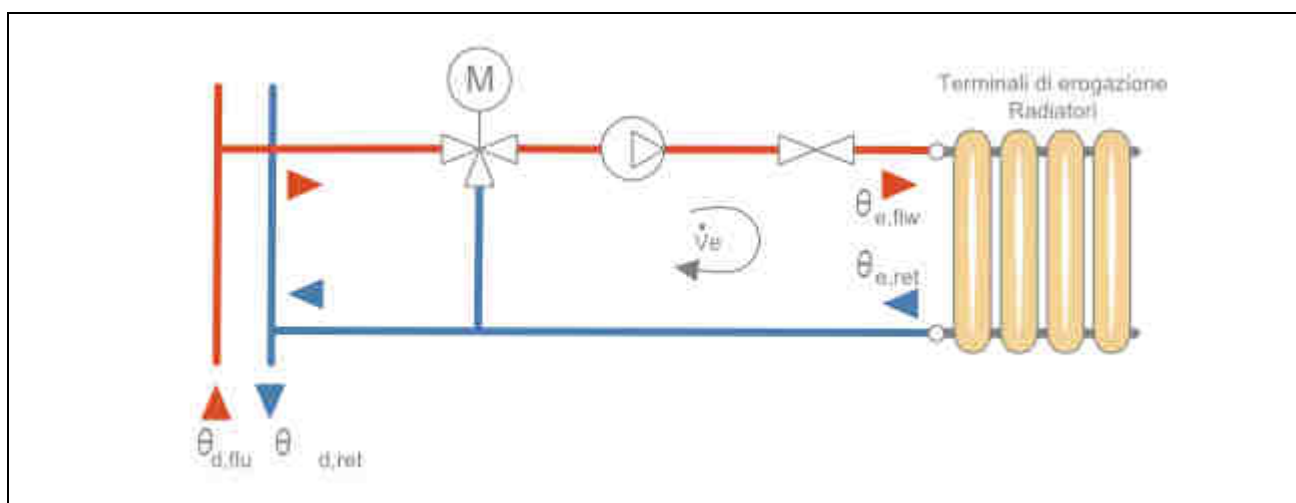 M
Terminali di erogazione
Radiatori
θe,flw
V̇e
θe,ret
θd,flu θ d,ret